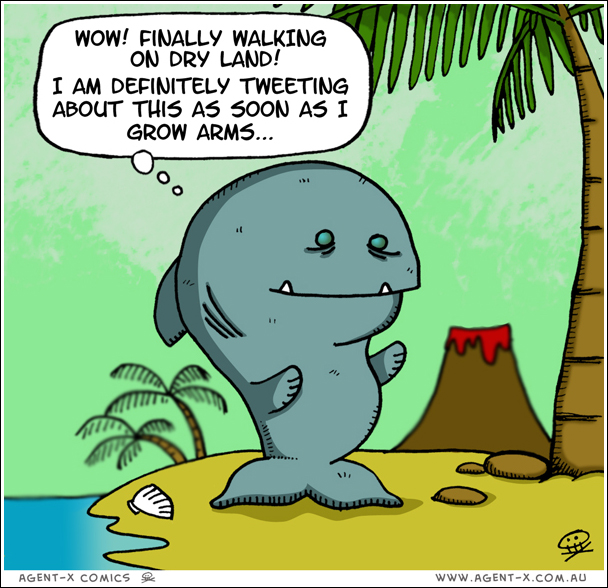 WOW! FINALLY WALKING
ON DRY LAND!
I AM DEFINITELY TWEETING
ABOUT THIS AS SOON AS I
GROW ARMS...
AGENT-X COMICS
WWW.AGENT-X.COM.AU